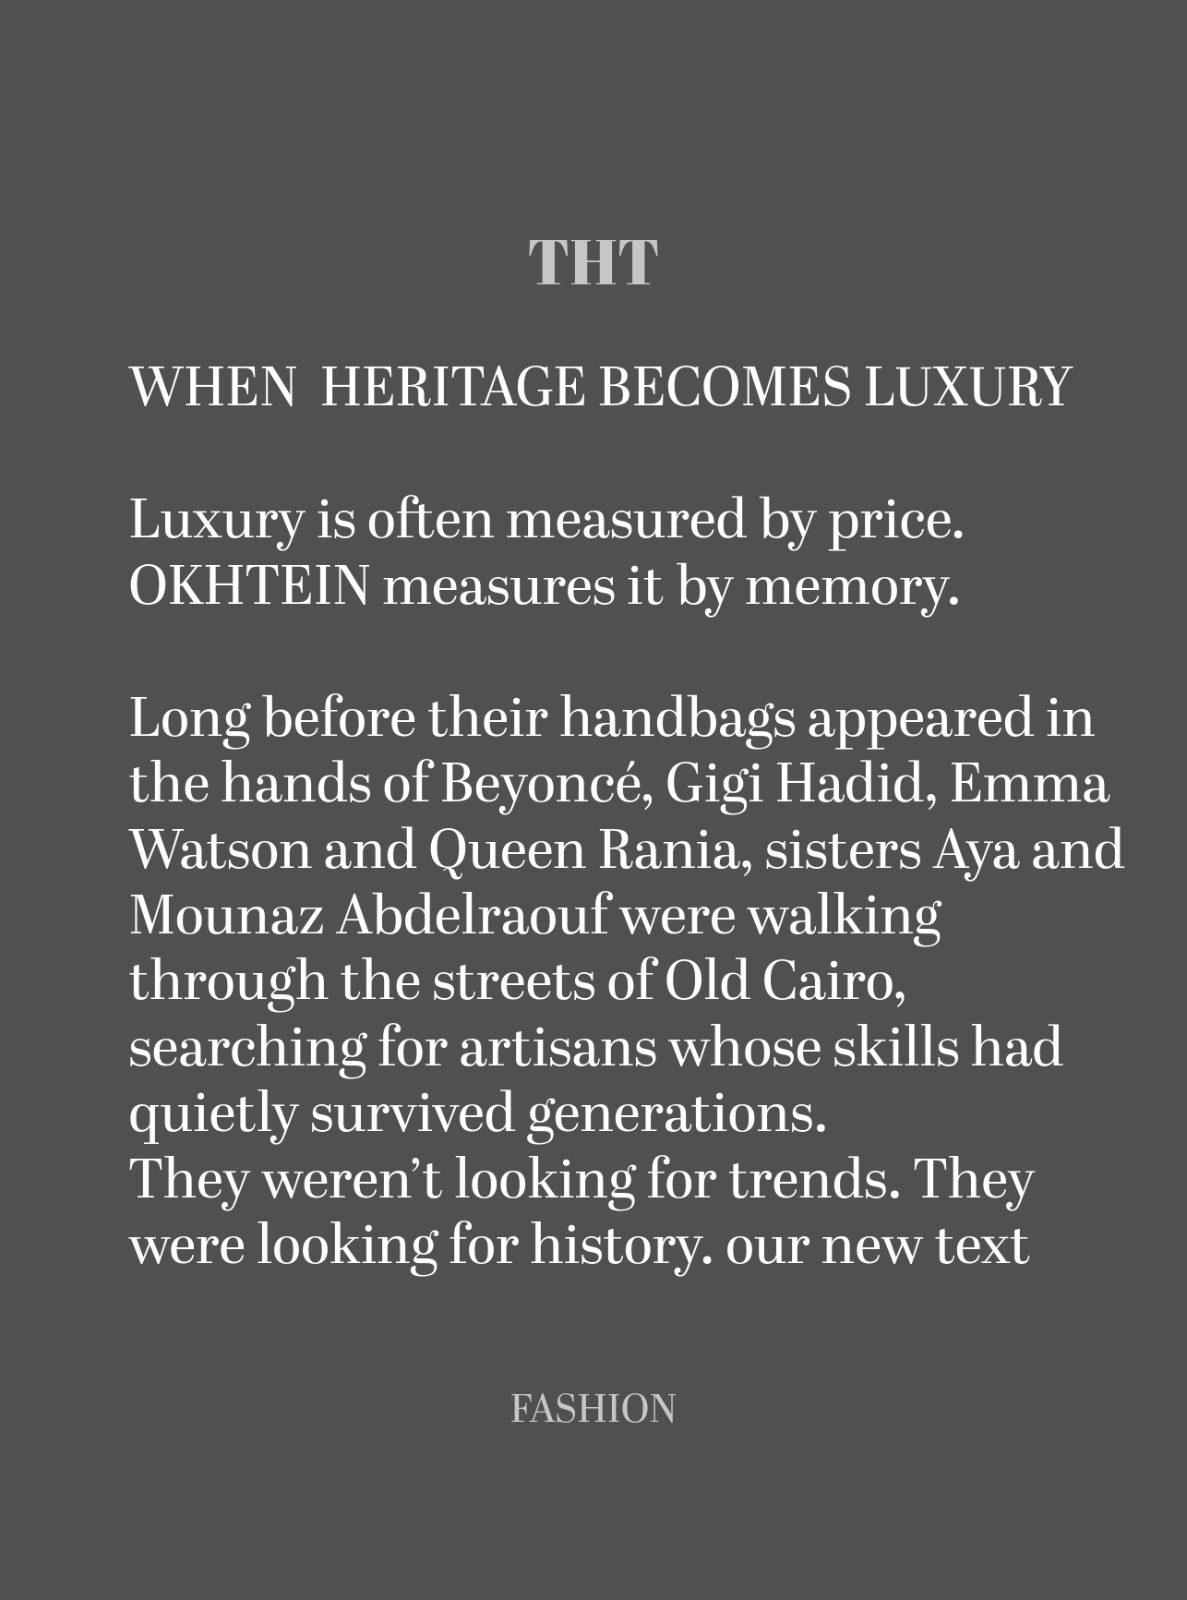 THT
WHEN  HERITAGE BECOMES LUXURY
Luxury is often measured by price.
OKHTEIN measures it by memory.
Long before their handbags appeared in
the hands of Beyoncé, Gigi Hadid, Emma
Watson and Queen Rania, sisters Aya and
Mounaz Abdelraouf were walking
through the streets of Old Cairo,
searching for artisans whose skills had
quietly survived generations.
They weren’t looking for trends. They
were looking for history. our new text
FASHION